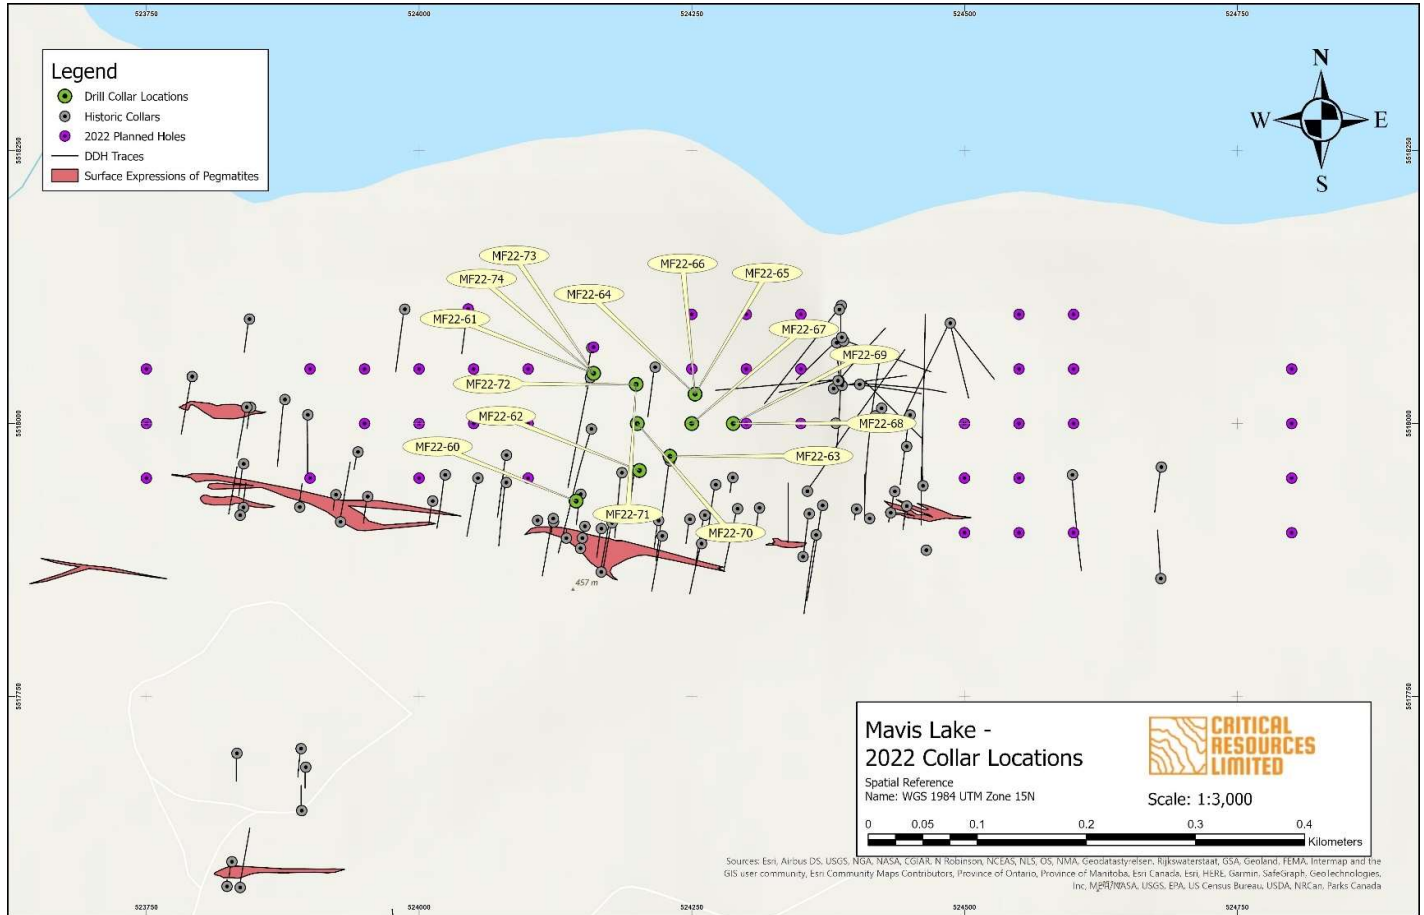 523750 524000 524250 524500 524750
Legend
Drill Collar Locations
Historic Collars
2022 Planned Holes
DDH Traces
Surface Expressions of Pegmatites
N
W E
S
5518250 5518250
MF22-73
MF22-66
MF22-74
MF22-65
MF22-64
MF22-61
MF22-67
MF22-69
MF22-72
MF22-62
MF22-68
5518000 5518000
MF22-60
MF22-63
MF22-71
MF22-70
457 m
5517750 5517750
Mavis Lake -
2022 Collar Locations
Spatial Reference
Name: WGS 1984 UTM Zone 15N
CRITICAL
RESOURCES
LIMITED
Scale: 1:3,000
0 0.05 0.1 0.2 0.3 0.4
Kilometers
Sources: Esri, Airbus DS, USGS, NGA, NASA, CGIAR, N Robinson, NCEAS, NLS, OS, NMA, Geodatastyrelsen, Rijkswaterstaat, GSA, Geoland, FEMA, Intermap and the
GIS user community, Esri Community Maps Contributors, Province of Ontario, Province of Manitoba, Esri Canada, Esri, HERE, Garmin, SafeGraph, GeoTechnologies,
Inc, NASA, USGS, EPA, US Census Bureau, USDA, NRCan, Parks Canada
523750 524000 524250 524500 524750